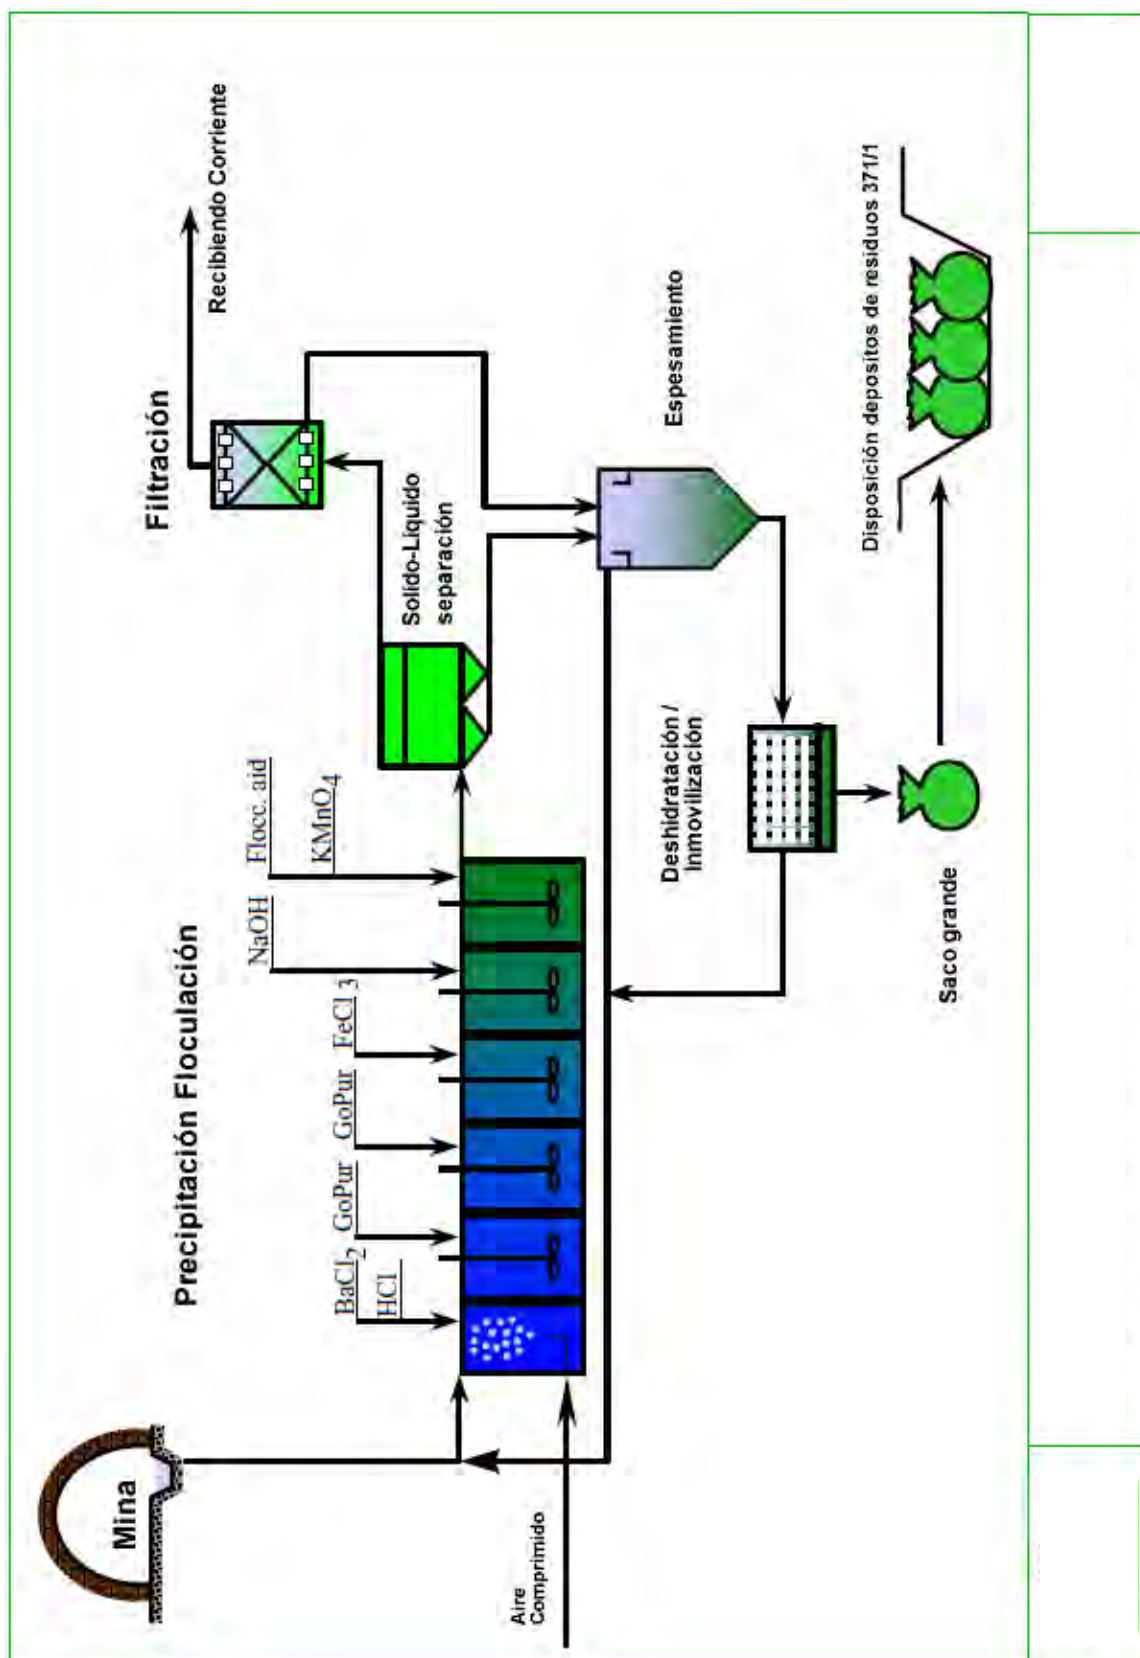 Mina
Precipitación Floculación
Filtración
Recibiendo Corriente
BaCl2
HCl
GoPur
GoPur
FeCl3
NaOH
Flocc. aid
KMnO4
Solido-Liquido
separación
Aire
Comprimido
Espesamiento
Deshidratación /
Inmovilización
Saco grande
Disposición depositos de residuos 371/1